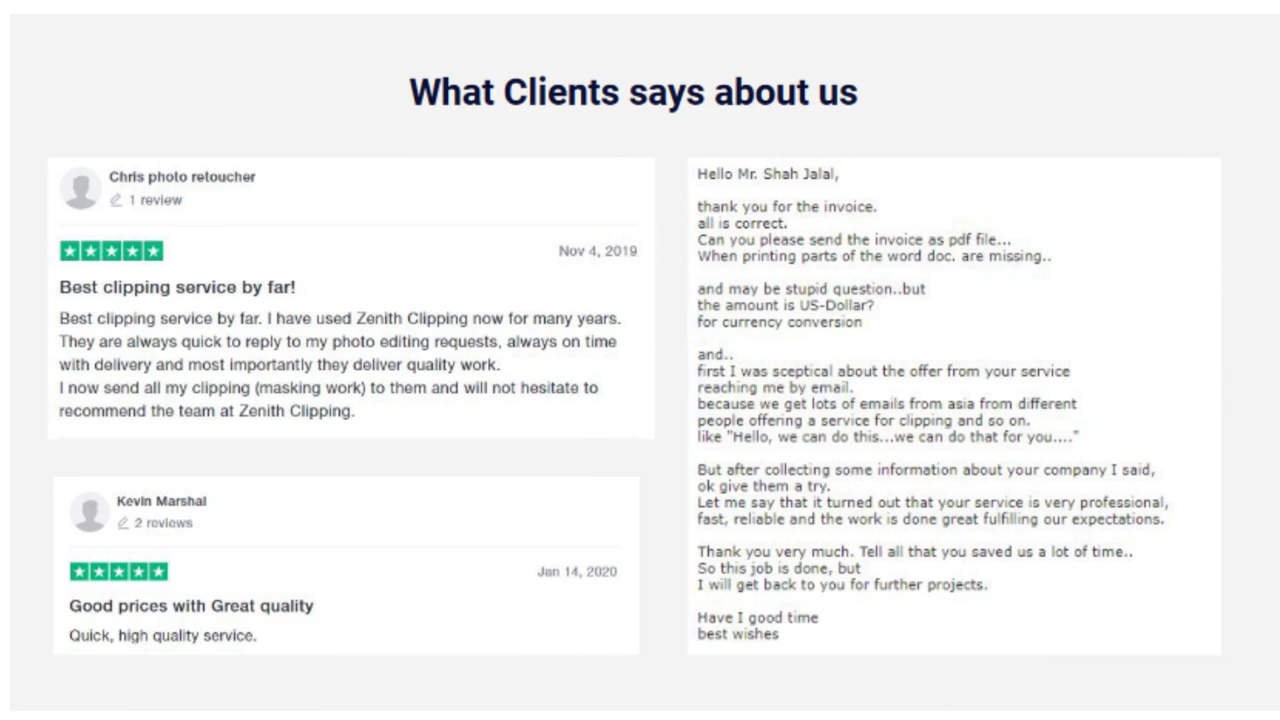 What Clients says about us
Chris photo retoucher
1 review
Nov 4, 2019
Best clipping service by far!
Best clipping service by far. I have used Zenith Clipping now for many years.
They are always quick to reply to my photo editing requests, always on time
with delivery and most importantly they deliver quality work.
I now send all my clipping (masking work) to them and will not hesitate to
recommend the team at Zenith Clipping.
Kevin Marshal
2 reviews
Jan 14, 2020
Good prices with Great quality
Quick, high quality service.
Hello Mr. Shah Jalal,
thank you for the invoice.
all is correct.
Can you please send the invoice as pdf file...
When printing parts of the word doc. are missing..
and may be stupid question..but
the amount is US-Dollar?
for currency conversion
and..
first I was sceptical about the offer from your service
reaching me by email.
because we get lots of emails from asia from different
people offering a service for clipping and so on.
like "Hello, we can do this...we can do that for you...."
But after collecting some information about your company I said,
ok give them a try.
Let me say that it turned out that your service is very professional,
fast, reliable and the work is done great fulfilling our expectations.
Thank you very much. Tell all that you saved us a lot of time..
So this job is done, but
I will get back to you for further projects.
Have I good time
best wishes